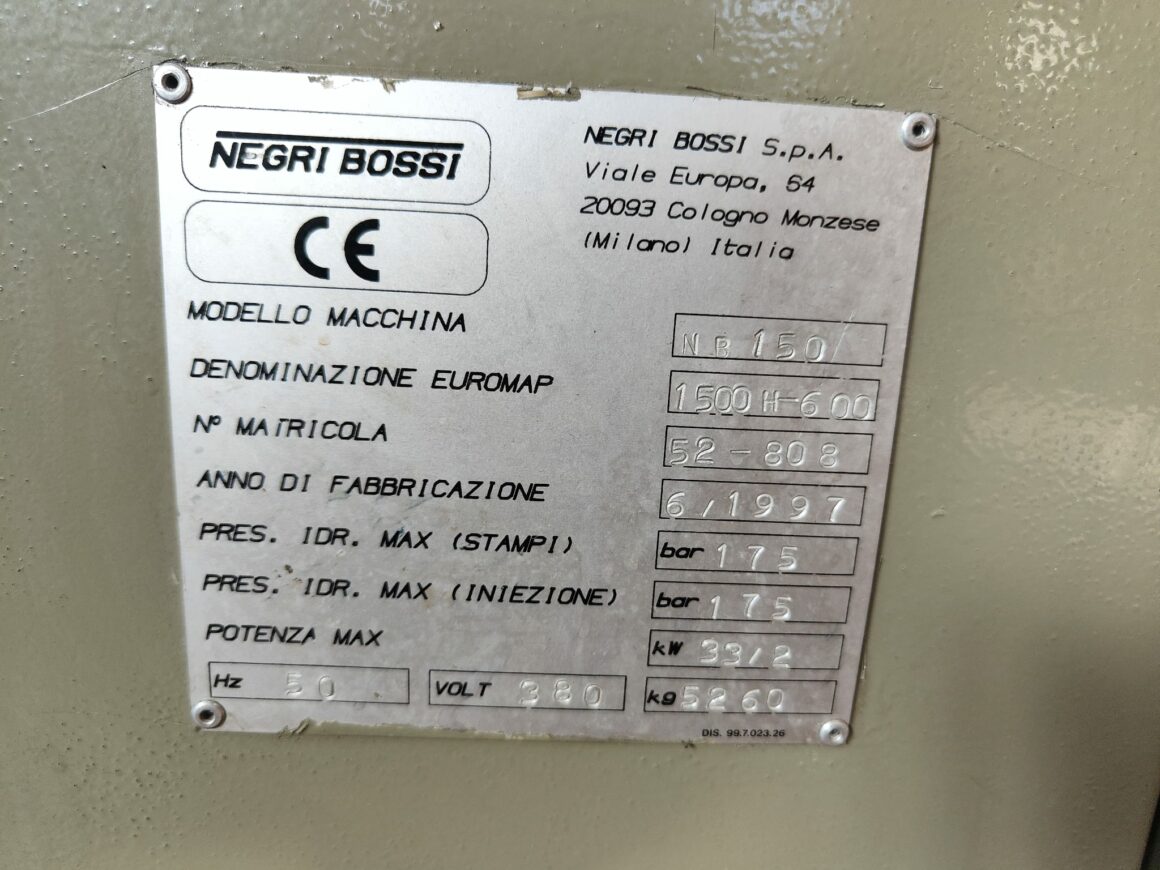 NEGRI BOSSI
CE
NEGRI BOSSI S.p.A.
Viale Europa, 64
20093 Cologno Monzese
(Milano) Italia
MODELLO MACCHINA NB 150/
DENOMINAZIONE EUROMAP 1500H-600
Nº MATRICOLA 52-808
ANNO DI FABBRICAZIONE 6/1997
PRES. IDR. MAX (STAMPI) bar 175
PRES. IDR. MAX (INIEZIONE) bar 175
POTENZA MAX kW 33/2
Hz 50 VOLT 380 kg 5260
DIS. 99.7.023.26